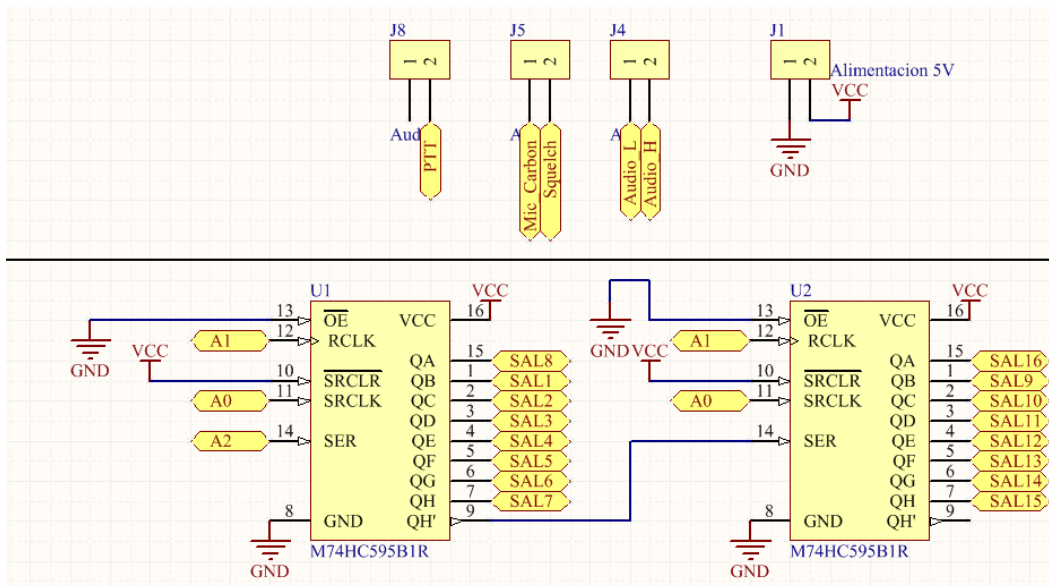 J8
1 2
Aud
PTT
J5
1 2
A
Mic_Carbon
Squelch
J4
1 2
A
Audio_L
Audio_H
J1
1 2
Alimentacion 5V
VCC
GND
U1
13 OE VCC 16 VCC
GND
A1 12 RCLK
VCC
QA 15 SAL8
10 SRCLR QB 1 SAL1
A0 11 SRCLK QC 2 SAL2
QD 3 SAL3
A2 14 SER QE 4 SAL4
QF 5 SAL5
QG 6 SAL6
QH 7 SAL7
8 GND QH' 9
GND
M74HC595B1R
U2
13 OE VCC 16 VCC
GND
A1 12 RCLK
VCC
QA 15 SAL16
10 SRCLR QB 1 SAL9
A0 11 SRCLK QC 2 SAL10
QD 3 SAL11
14 SER QE 4 SAL12
QF 5 SAL13
QG 6 SAL14
QH 7 SAL15
8 GND QH' 9
GND
M74HC595B1R